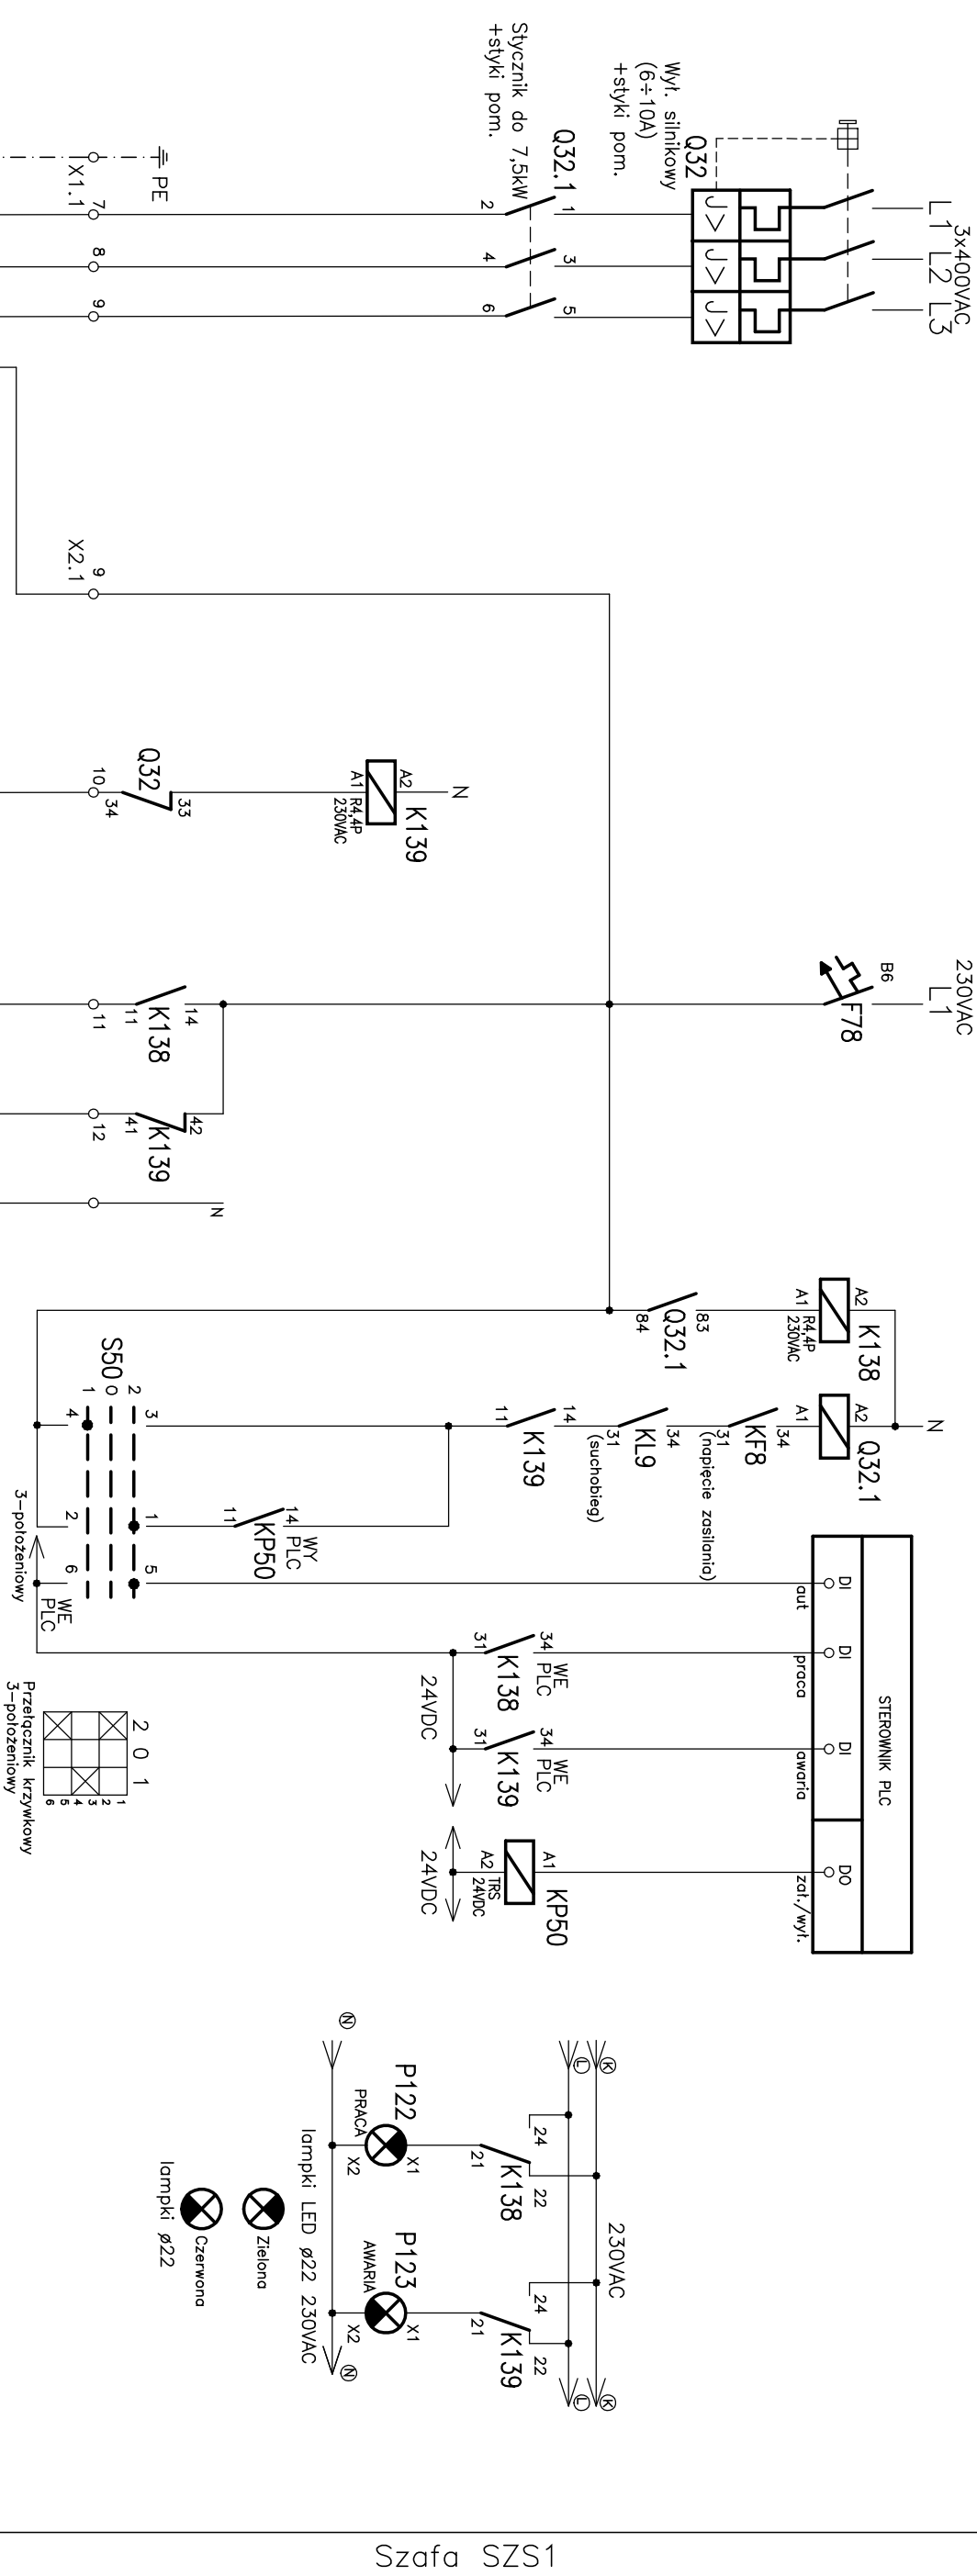 3x400VAC
L1
L2
L3
Wył. silnikowy
(6÷10A)
+styki pom.
Q32
Stycznik do 7,5kW
+styki pom.
Q32.1
1
2
3
4
5
6
PE
X1.1
7
8
9
X2.1
9
N
A2
K139
A1
R4,4P
230VAC
Q32
33
34
10
230VAC
L1
B6
F78
14
K138
11
11
42
K139
41
12
N
A2
K138
A1
R4,4P
230VAC
83
Q32.1
84
N
A2
Q32.1
A1
34
KF8
31
(napięcie zasilania)
34
KL9
31
(suchobieg)
14
K139
11
14
WY
PLC
KP50
11
S50
1
0
2
3
4
1
2
5
6
3-położeniowy
WE
PLC
STEROWNIK PLC
DI
aut
DI
praca
DI
awaria
DO
zał./wył.
34
WE
PLC
K138
31
34
WE
PLC
K139
31
24VDC
A1
KP50
A2
TRS
24VDC
24VDC
2 0 1
1
2
3
4
5
6
Przełącznik krzywkowy
3-położeniowy
K
L
K
L
230VAC
24
22
K138
21
24
22
K139
21
P122
PRACA
X1
X2
P123
AWARIA
X1
X2
N
N
lampki LED ø22 230VAC
Zielona
Czerwona
lampki ø22
Szafa SZS1